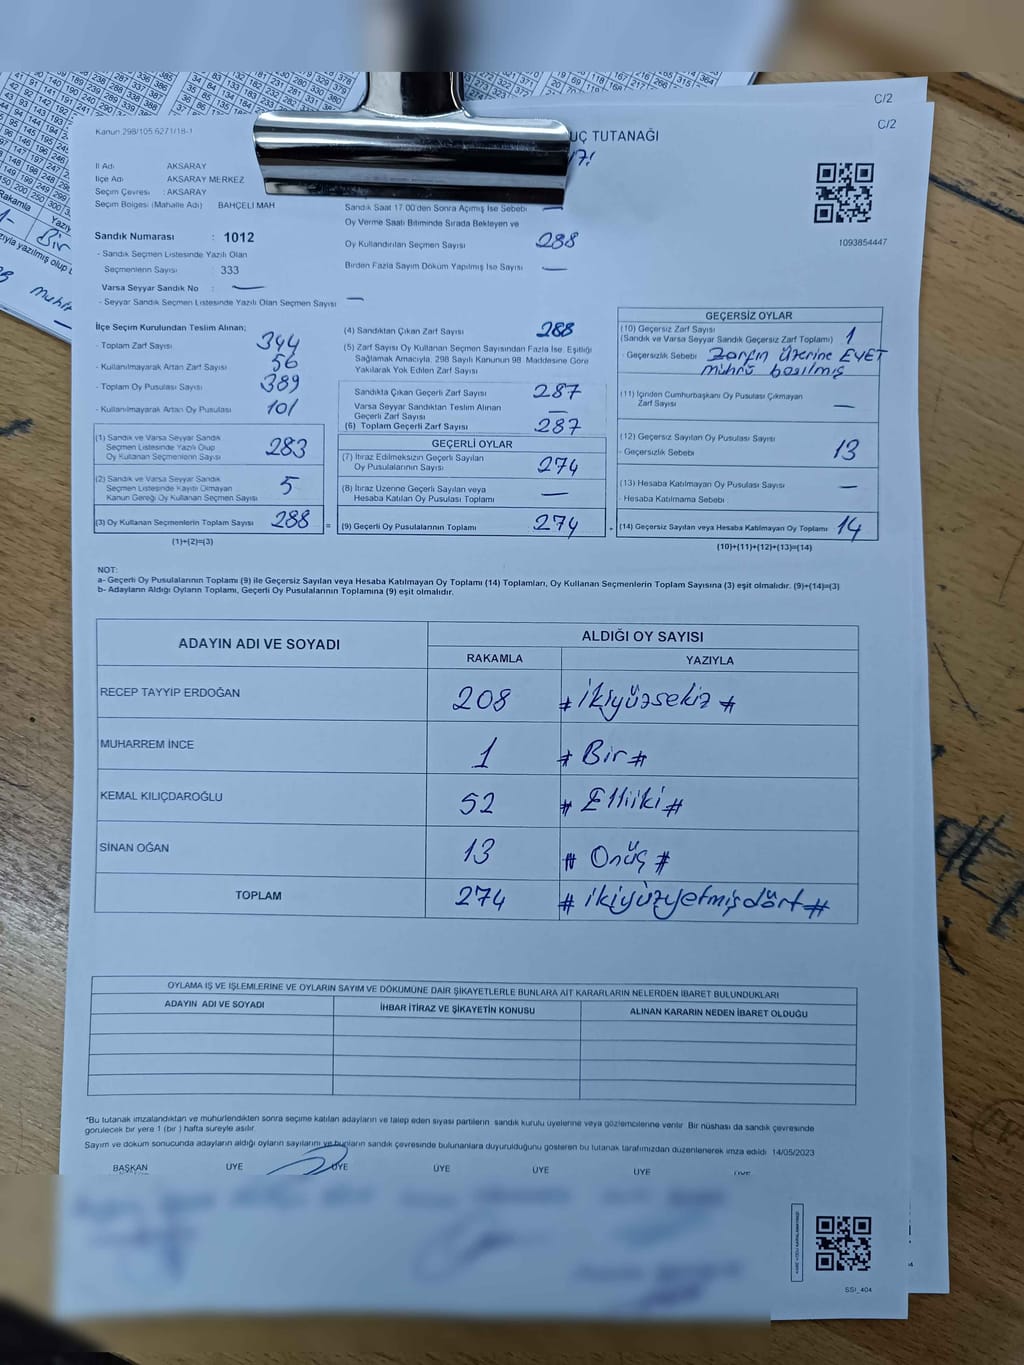 C/2
C/2
Kanun 298/105 6271/18-1
UÇ TUTANAĞI
17!
İl Adı AKSARAY
İlçe Adı AKSARAY MERKEZ
Seçim Çevresi : AKSARAY
Seçim Bölgesi (Mahalle Adı) BAHÇELİ MAH
Sandık Saat 17 00'den Sonra Açılmış İse Sebebi —
Oy Verme Saati Bitiminde Sırada Bekleyen ve
Oy Kullandırılan Seçmen Sayısı 288
Birden Fazla Sayım Döküm Yapılmış İse Sayısı —
1093854447
Sandık Numarası : 1012
- Sandık Seçmen Listesinde Yazılı Olan
Seçmenlerin Sayısı : 333
Varsa Seyyar Sandık No : —
- Seyyar Sandık Seçmen Listesinde Yazılı Olan Seçmen Sayısı —
İlçe Seçim Kurulundan Teslim Alınan;
- Toplam Zarf Sayısı 344
- Kullanılmayarak Artan Zarf Sayısı 56
- Toplam Oy Pusulası Sayısı 389
- Kullanılmayarak Artan Oy Pusulası 101
(1) Sandık ve Varsa Seyyar Sandık
Seçmen Listesinde Yazılı Olup
Oy Kullanan Seçmenlerin Sayısı 283
(2) Sandık ve Varsa Seyyar Sandık
Seçmen Listesinde Kayıtlı Olmayan
Kanun Gereği Oy Kullanan Seçmen Sayısı 5
(3) Oy Kullanan Seçmenlerin Toplam Sayısı 288 =
(1)+(2)=(3)
(4) Sandıktan Çıkan Zarf Sayısı 288
(5) Zarf Sayısı Oy Kullanan Seçmen Sayısından Fazla İse, Eşitliği
Sağlamak Amacıyla, 298 Sayılı Kanunun 98. Maddesine Göre
Yakılarak Yok Edilen Zarf Sayısı
Sandıkta Çıkan Geçerli Zarf Sayısı 287
Varsa Seyyar Sandıktan Teslim Alınan
Geçerli Zarf Sayısı —
(6) Toplam Geçerli Zarf Sayısı 287
GEÇERLİ OYLAR
(7) İtiraz Edilmeksizin Geçerli Sayılan
Oy Pusulalarının Sayısı 274
(8) İtiraz Üzerine Geçerli Sayılan veya
Hesaba Katılan Oy Pusulası Toplamı —
(9) Geçerli Oy Pusulalarının Toplamı 274 +
GEÇERSİZ OYLAR
(10) Geçersiz Zarf Sayısı
(Sandık ve Varsa Seyyar Sandık Geçersiz Zarf Toplamı) 1
- Geçersizlik Sebebi Zarfın Üzerine EVET
mührü basılmış
(11) İçinden Cumhurbaşkanı Oy Pusulası Çıkmayan
Zarf Sayısı —
(12) Geçersiz Sayılan Oy Pusulası Sayısı 13
- Geçersizlik Sebebi
(13) Hesaba Katılmayan Oy Pusulası Sayısı —
- Hesaba Katılmama Sebebi
(14) Geçersiz Sayılan veya Hesaba Katılmayan Oy Toplamı 14
(10)+(11)+(12)+(13)=(14)
NOT:
a- Geçerli Oy Pusulalarının Toplamı (9) ile Geçersiz Sayılan veya Hesaba Katılmayan Oy Toplamı (14) Toplamları, Oy Kullanan Seçmenlerin Toplam Sayısına (3) eşit olmalıdır. (9)+(14)=(3)
b- Adayların Aldığı Oyların Toplamı, Geçerli Oy Pusulalarının Toplamına (9) eşit olmalıdır.
ADAYIN ADI VE SOYADI ALDIĞI OY SAYISI
RAKAMLA YAZIYLA
RECEP TAYYIP ERDOĞAN 208 # ikiyüzsekiz #
MUHARREM İNCE 1 # Bir #
KEMAL KILIÇDAROĞLU 52 # Elliiki #
SİNAN OĞAN 13 # Onüç #
TOPLAM 274 # ikiyüzyetmişdört #
OYLAMA İŞ VE İŞLEMLERİNE VE OYLARIN SAYIM VE DÖKÜMÜNE DAİR ŞİKAYETLERLE BUNLARA AİT KARARLARIN NELERDEN İBARET BULUNDUKLARI
ADAYIN ADI VE SOYADI İHBAR İTİRAZ VE ŞİKAYETİN KONUSU ALINAN KARARIN NEDEN İBARET OLDUĞU
*Bu tutanak imzalandıktan ve mühürlendikten sonra seçime katılan adayların ve talep eden siyasi partilerin sandık kurulu üyelerine veya gözlemcilerine verilir Bir nüshası da sandık çevresinde
görülecek bir yere 1 (bir ) hafta süreyle asılır.
Sayım ve döküm sonucunda adayların aldığı oyların sayılarını ve bunların sandık çevresinde bulunanlara duyurulduğunu gösteren bu tutanak tarafımızdan düzenlenerek imza edildi 14/05/2023
BAŞKAN ÜYE ÜYE ÜYE ÜYE ÜYE ÜYE
SSI_404